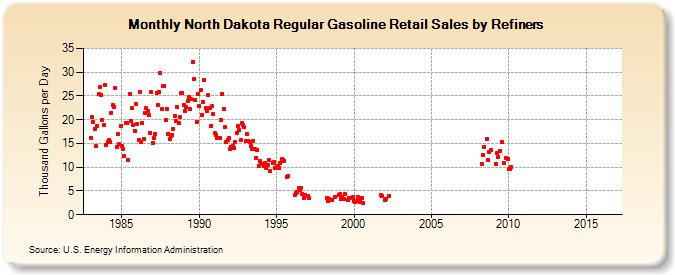 Monthly North Dakota Regular Gasoline Retail Sales by Refiners
Thousand Gallons per Day
35
30
25
20
15
10
5
0
1985 1990 1995 2000 2005 2010 2015
Source: U.S. Energy Information Administration